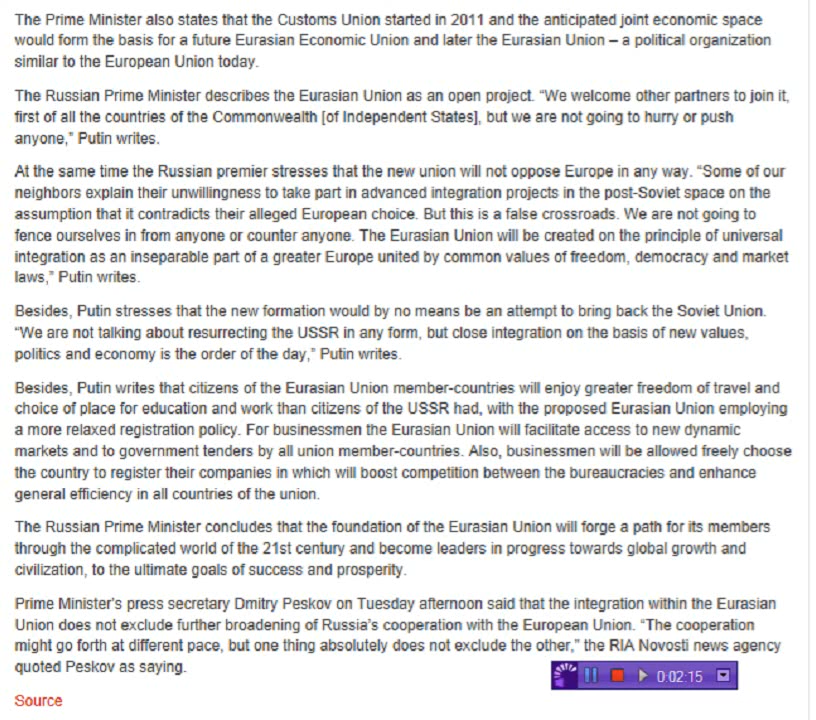 The Prime Minister also states that the Customs Union started in 2011 and the anticipated joint economic space
would form the basis for a future Eurasian Economic Union and later the Eurasian Union – a political organization
similar to the European Union today.
The Russian Prime Minister describes the Eurasian Union as an open project. “We welcome other partners to join it,
first of all the countries of the Commonwealth [of Independent States], but we are not going to hurry or push
anyone,” Putin writes.
At the same time the Russian premier stresses that the new union will not oppose Europe in any way. “Some of our
neighbors explain their unwillingness to take part in advanced integration projects in the post-Soviet space on the
assumption that it contradicts their alleged European choice. But this is a false crossroads. We are not going to
fence ourselves in from anyone or counter anyone. The Eurasian Union will be created on the principle of universal
integration as an inseparable part of a greater Europe united by common values of freedom, democracy and market
laws,” Putin writes.
Besides, Putin stresses that the new formation would by no means be an attempt to bring back the Soviet Union.
“We are not talking about resurrecting the USSR in any form, but close integration on the basis of new values,
politics and economy is the order of the day,” Putin writes.
Besides, Putin writes that citizens of the Eurasian Union member-countries will enjoy greater freedom of travel and
choice of place for education and work than citizens of the USSR had, with the proposed Eurasian Union employing
a more relaxed registration policy. For businessmen the Eurasian Union will facilitate access to new dynamic
markets and to government tenders by all union member-countries. Also, businessmen will be allowed freely choose
the country to register their companies in which will boost competition between the bureaucracies and enhance
general efficiency in all countries of the union.
The Russian Prime Minister concludes that the foundation of the Eurasian Union will forge a path for its members
through the complicated world of the 21st century and become leaders in progress towards global growth and
civilization, to the ultimate goals of success and prosperity.
Prime Minister's press secretary Dmitry Peskov on Tuesday afternoon said that the integration within the Eurasian
Union does not exclude further broadening of Russia’s cooperation with the European Union. “The cooperation
might go forth at different pace, but one thing absolutely does not exclude the other,” the RIA Novosti news agency
quoted Peskov as saying.
0:02:15
Source